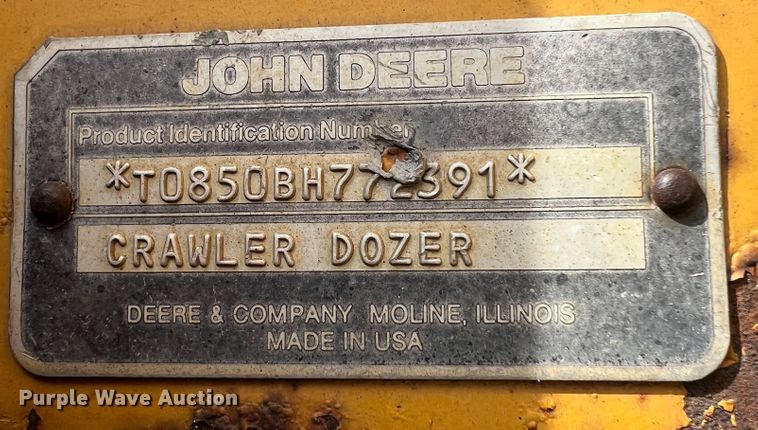 JOHN DEERE
Product Identification Number
*T0850BH772391*
CRAWLER DOZER
DEERE & COMPANY MOLINE, ILLINOIS
MADE IN USA
Purple Wave Auction